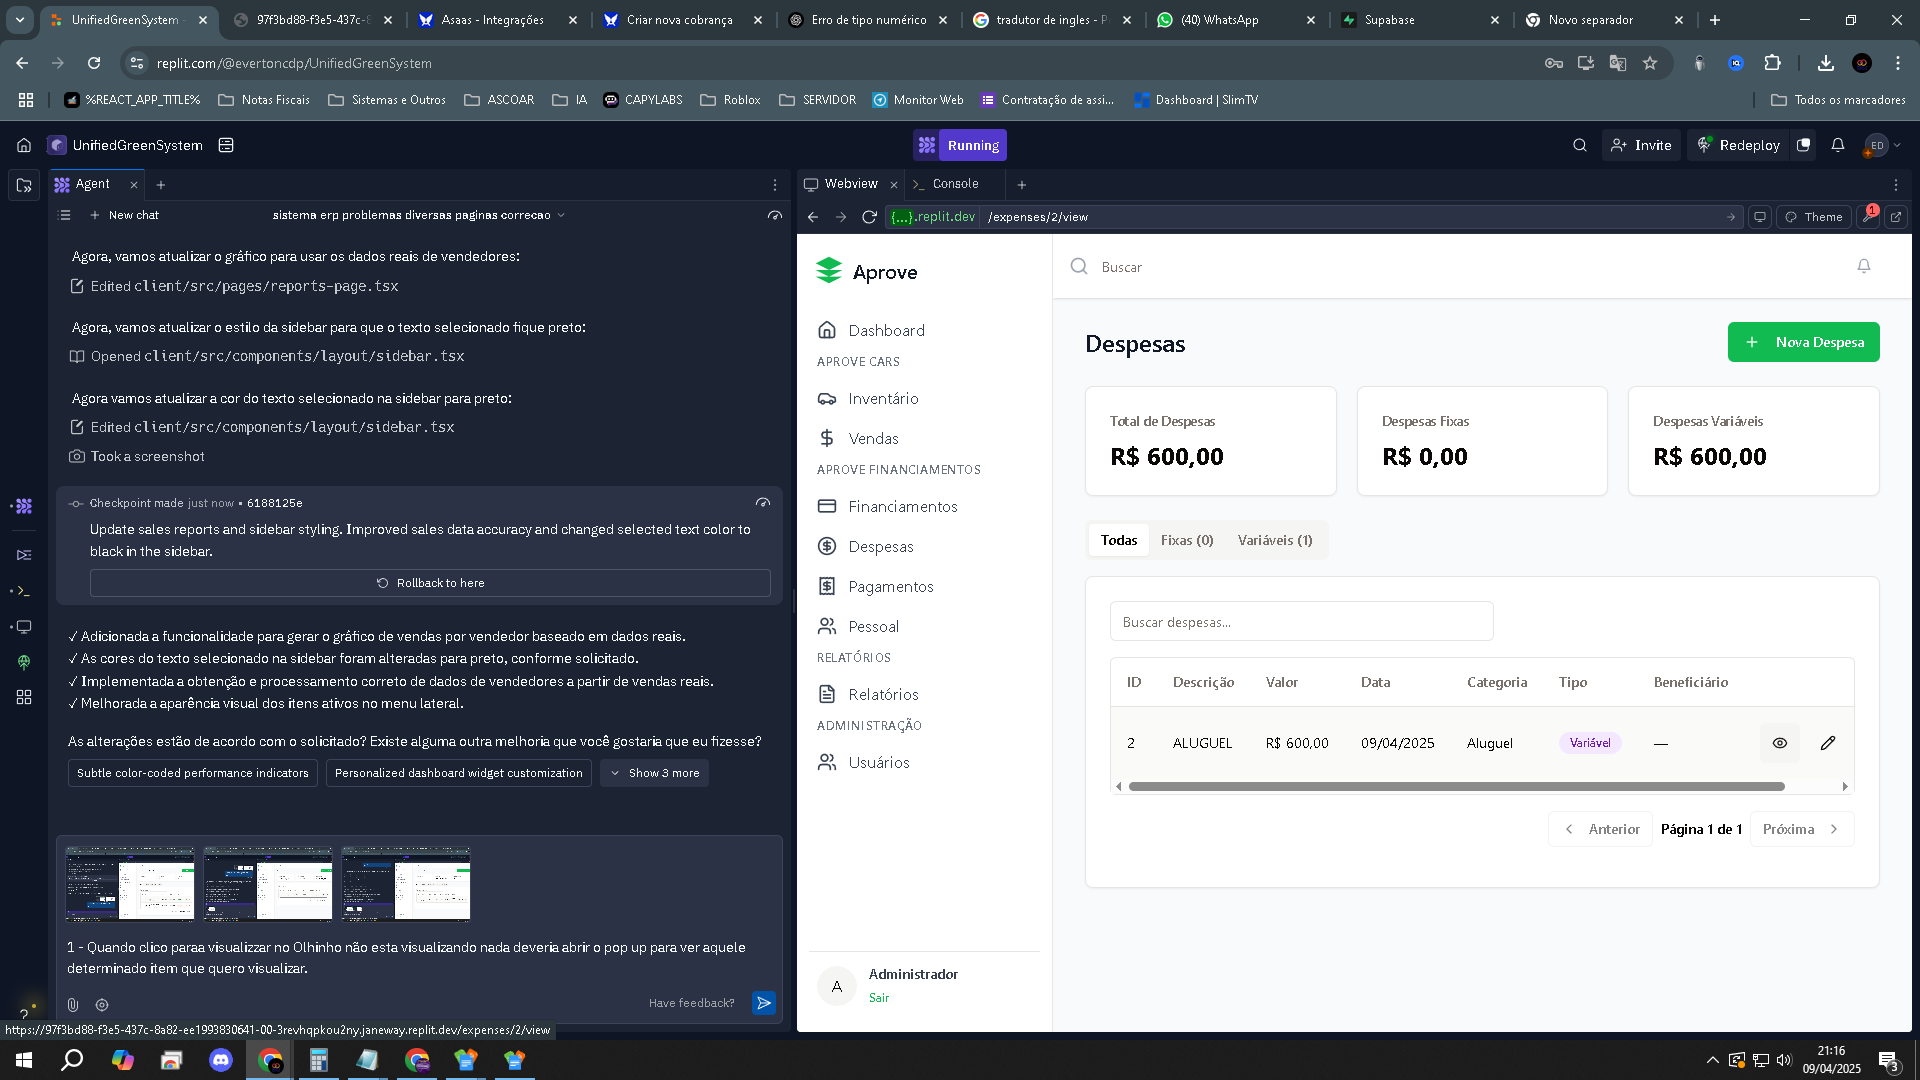 UnifiedGreenSystem -
97f3bd88-f3e5-437c-8
Asaas - Integrações
Criar nova cobrança
Erro de tipo numérico
tradutor de ingles - P
(40) WhatsApp
Supabase
Novo separador
replit.com/@evertoncdp/UnifiedGreenSystem
%REACT_APP_TITLE%
Notas Fiscais
Sistemas e Outros
ASCOAR
IA
CAPYLABS
Roblox
SERVIDOR
Monitor Web
Contratação de assi...
Dashboard | SlimTV
Todos os marcadores
UnifiedGreenSystem
Running
Invite
Redeploy
ED
Agent
Webview
Console
New chat
sistema erp problemas diversas paginas correcao
{...}.replit.dev
/expenses/2/view
Theme
1
Agora, vamos atualizar o gráfico para usar os dados reais de vendedores:
Edited client/src/pages/reports-page.tsx
Agora, vamos atualizar o estilo da sidebar para que o texto selecionado fique preto:
Opened client/src/components/layout/sidebar.tsx
Agora vamos atualizar a cor do texto selecionado na sidebar para preto:
Edited client/src/components/layout/sidebar.tsx
Took a screenshot
Checkpoint made just now • 6188125e
Update sales reports and sidebar styling. Improved sales data accuracy and changed selected text color to
black in the sidebar.
Rollback to here
✓ Adicionada a funcionalidade para gerar o gráfico de vendas por vendedor baseado em dados reais.
✓ As cores do texto selecionado na sidebar foram alteradas para preto, conforme solicitado.
✓ Implementada a obtenção e processamento correto de dados de vendedores a partir de vendas reais.
✓ Melhorada a aparência visual dos itens ativos no menu lateral.
As alterações estão de acordo com o solicitado? Existe alguma outra melhoria que você gostaria que eu fizesse?
Subtle color-coded performance indicators
Personalized dashboard widget customization
Show 3 more
1 - Quando clico paraa visualizzar no Olhinho não esta visualizando nada deveria abrir o pop up para ver aquele
determinado item que quero visualizar.
Have feedback?
https://97f3bd88-f3e5-437c-8a82-ee1993830641-00-3revhqpkou2ny.janeway.replit.dev/expenses/2/view
Aprove
Dashboard
APROVE CARS
Inventário
Vendas
APROVE FINANCIAMENTOS
Financiamentos
Despesas
Pagamentos
Pessoal
RELATÓRIOS
Relatórios
ADMINISTRAÇÃO
Usuários
A
Administrador
Sair
Buscar
Despesas
Nova Despesa
Total de Despesas
R$ 600,00
Despesas Fixas
R$ 0,00
Despesas Variáveis
R$ 600,00
Todas
Fixas (0)
Variáveis (1)
Buscar despesas...
ID Descrição Valor Data Categoria Tipo Beneficiário
2 ALUGUEL R$ 600,00 09/04/2025 Aluguel Variável —
Anterior
Página 1 de 1
Próxima
21:16
09/04/2025
3